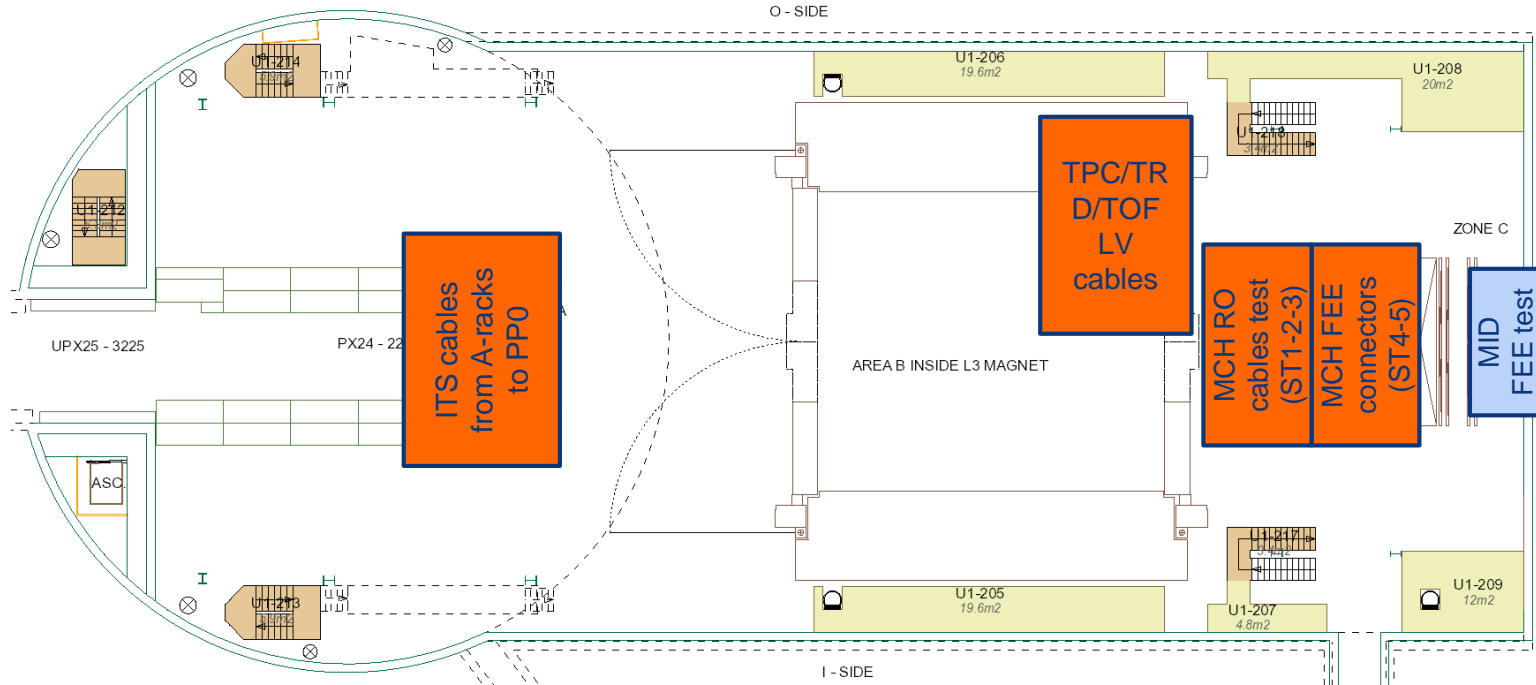 O - SIDE
U1-214
U1-206
19.6m2
U1-208
20m2
U1-218
U1-212
TPC/TR
D/TOF
LV
cables
ZONE C
ITS cables
from A-racks
to PP0
MCH RO
cables test
(ST1-2-3)
MCH FEE
connectors
(ST4-5)
MID
FEE test
UPX25 - 3225
PX24 - 22
A
AREA B INSIDE L3 MAGNET
ASC.
U1-217
U1-213
U1-205
19.6m2
U1-207
4.8m2
U1-209
12m2
I - SIDE